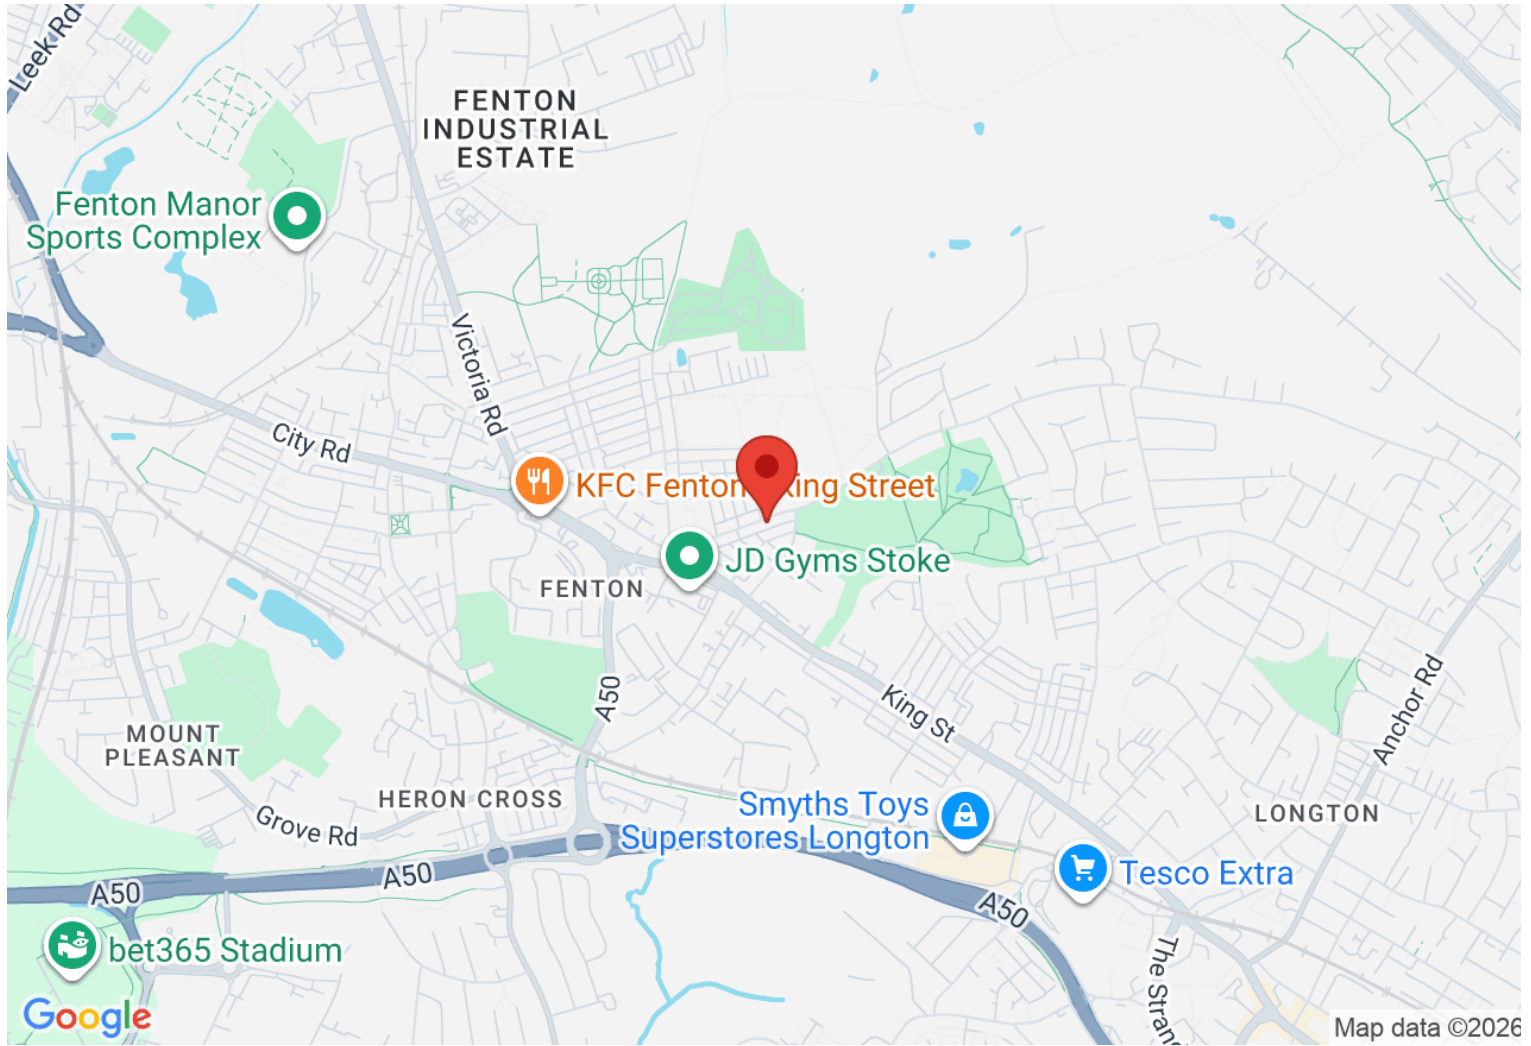 Leek Rd
FENTON
INDUSTRIAL
ESTATE
Fenton Manor
Sports Complex
Victoria Rd
City Rd
KFC Fenton King Street
JD Gyms Stoke
FENTON
A50
King St
Anchor Rd
MOUNT
PLEASANT
HERON CROSS
Grove Rd
Smyths Toys
Superstores Longton
LONGTON
Tesco Extra
A50
A50
A50
bet365 Stadium
The Strand
Google
Map data ©2026